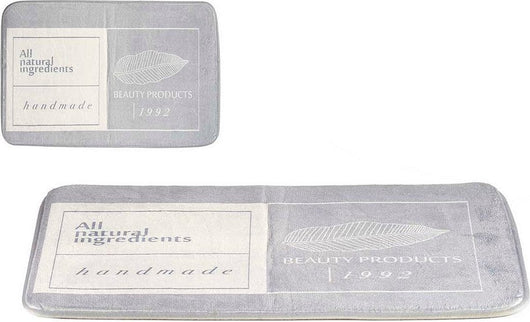 All
natural
ingredients
handmade
BEAUTY PRODUCTS
1992
All
natural
ingredients
handmade
BEAUTY PRODUCTS
1992